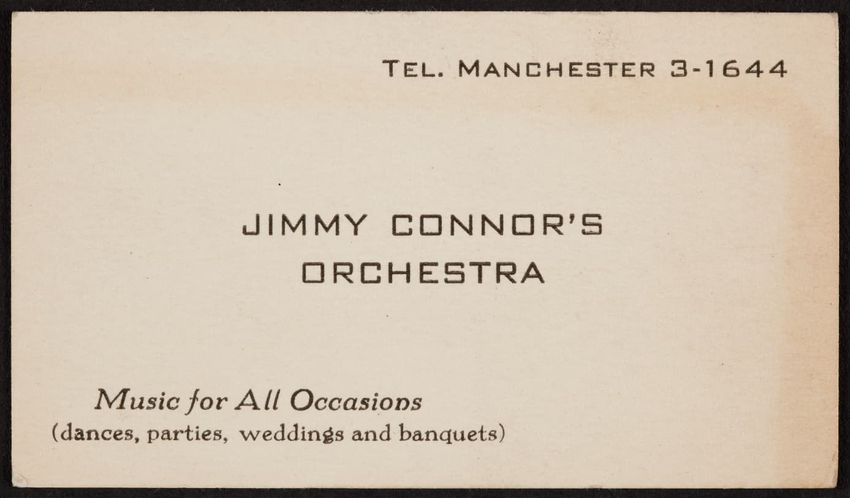 TEL. MANCHESTER 3-1644
JIMMY CONNOR'S
ORCHESTRA
Music for All Occasions
(dances, parties, weddings and banquets)